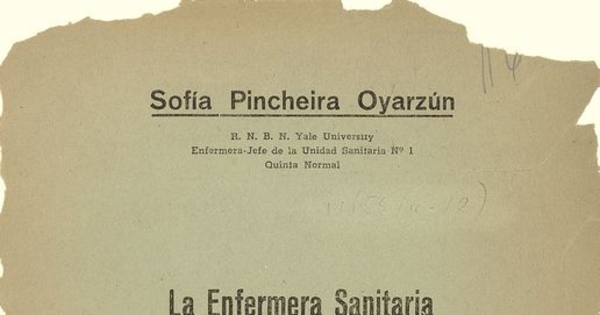 Sofía Pincheira Oyarzún
R. N. B. N. Yale University
Enfermera-Jefe de la Unidad Sanitaria Nº 1
Quinta Normal
La Enfermera Sanitaria